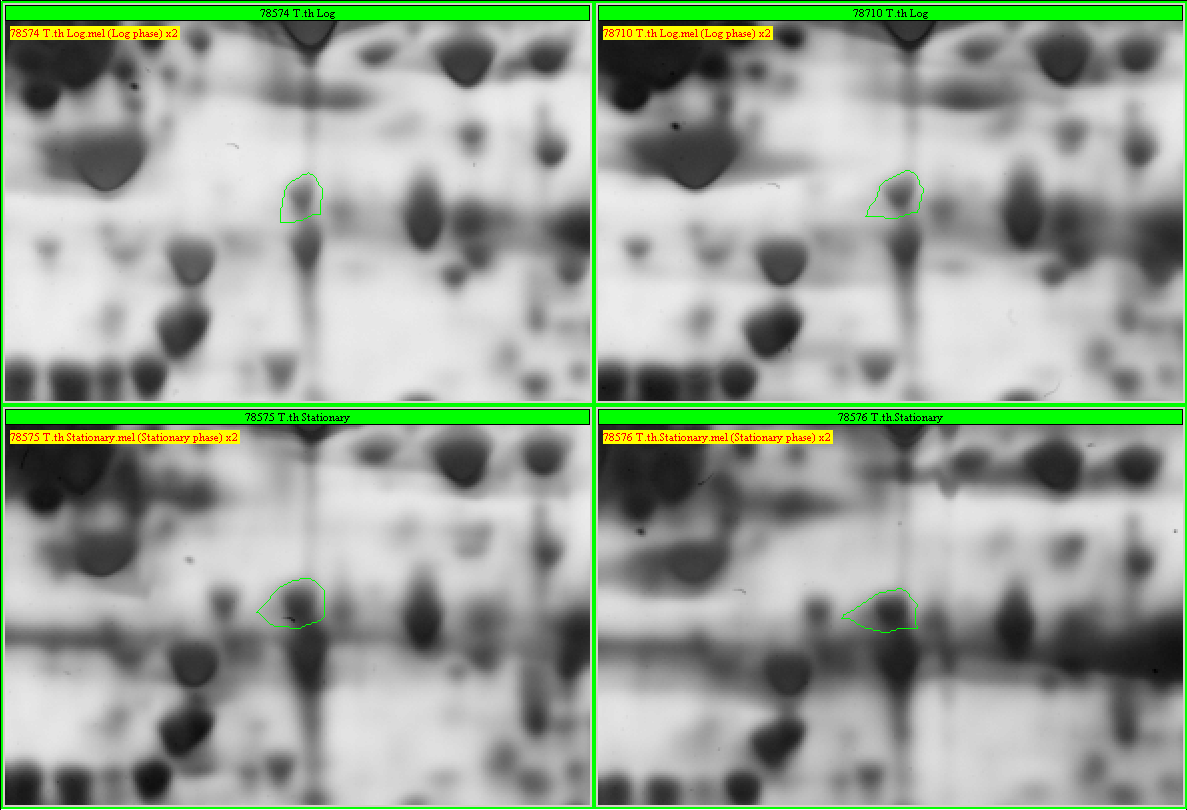 78574 T.th Log
78710 T.th Log
78574 T.th Log.mel (Log phase) x2
78710 T.th Log.mel (Log phase) x2
78575 T.th Stationary
78576 T.th Stationary
78575 T.th Stationary.mel (Stationary phase) x2
78576 T.th.Stationary.mel (Stationary phase) x2